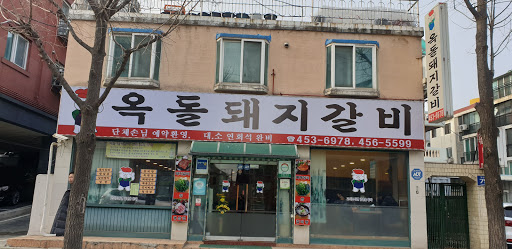 옥돌돼지갈비
단체손님 예약환영, 대.소 연회석 완비 ☎453-6978. 456-5599
옥돌돼지갈비